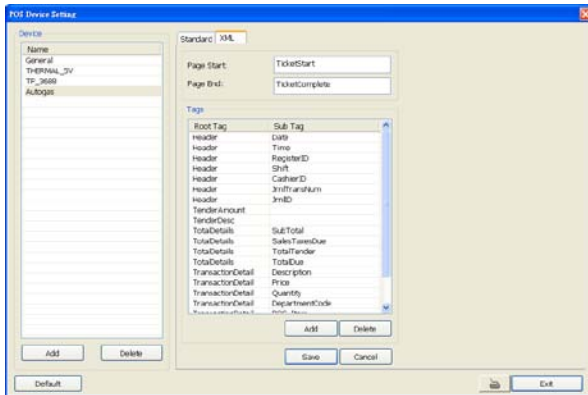 POS Device Setting
Device
Name
General
THERMAL_SV
TP_3688
Autogas
Add Delete
Default
Standard XML
Page Start: TicketStart
Page End: TicketComplete
Tags
Root Tag Sub Tag
Header Date
Header Time
Header RegisterID
Header Shift
Header CashierID
Header JrnlTransNum
Header JrnlID
TenderAmount
TenderDesc
TotalDetails SubTotal
TotalDetails SalesTaxesDue
TotalDetails TotalTender
TotalDetails TotalDue
TransactionDetail Description
TransactionDetail Price
TransactionDetail Quantity
TransactionDetail DepartmentCode
Add Delete
Save Cancel
Exit